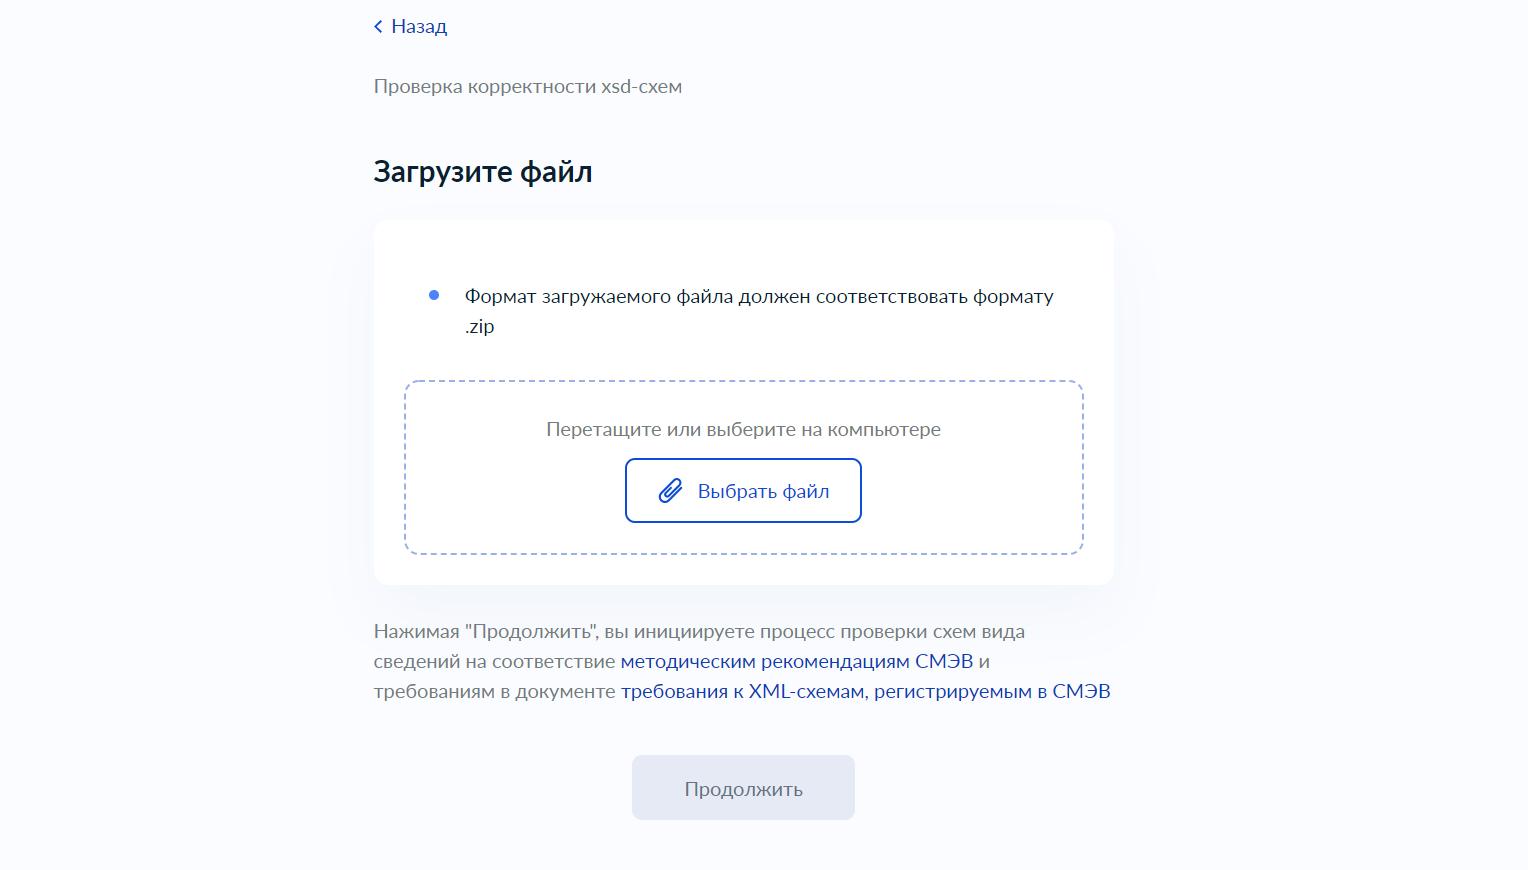 Назад
Проверка корректности xsd-схем
Загрузите файл
Формат загружаемого файла должен соответствовать формату
.zip
Перетащите или выберите на компьютере
Выбрать файл
Нажимая "Продолжить", вы инициируете процесс проверки схем вида
сведений на соответствие методическим рекомендациям СМЭВ и
требованиям в документе требования к XML-схемам, регистрируемым в СМЭВ
Продолжить